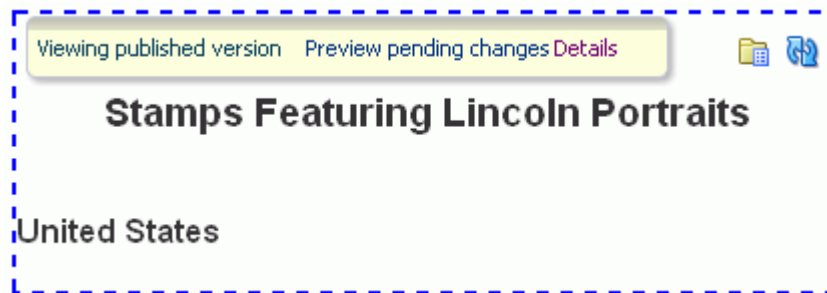 Viewing published version Preview pending changes Details
Stamps Featuring Lincoln Portraits
United States